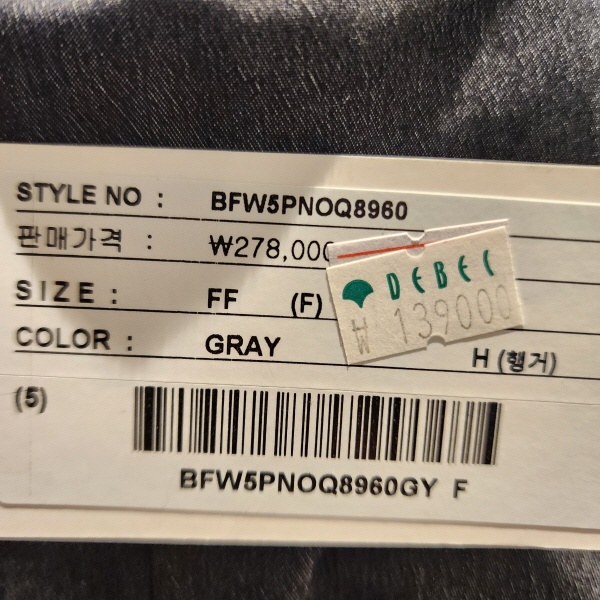 STYLE NO : BFW5PNOQ8960
판매가격 : ₩278,000
DEBEC
₩ 139000
SIZE : FF (F)
COLOR : GRAY
H (행거)
(5)
BFW5PNOQ8960GY F